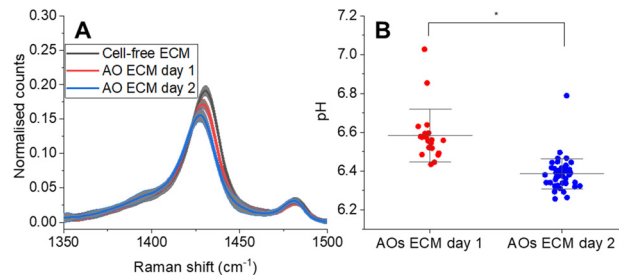 A
Normalised counts
0.30
0.25
0.20
0.15
0.10
0.05
0.00
Cell-free ECM
AO ECM day 1
AO ECM day 2
1350
1400
1450
1500
Raman shift (cm⁻¹)
B
*
pH
7.2
7.0
6.8
6.6
6.4
6.2
AOs ECM day 1
AOs ECM day 2